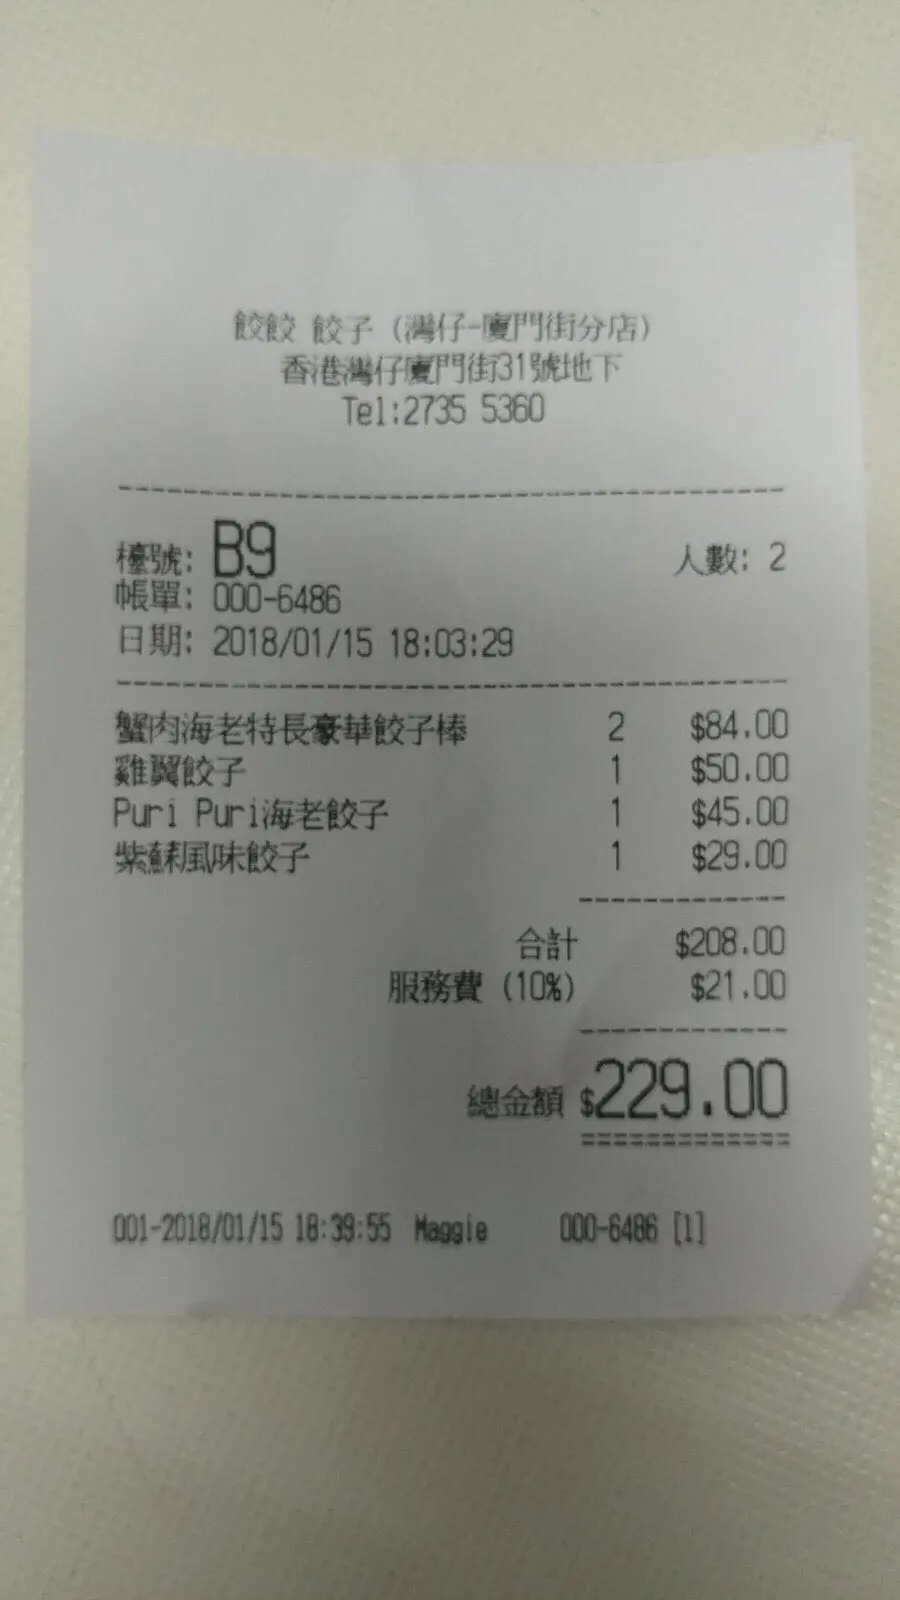 餃餃 餃子 (灣仔-廈門街分店)
香港灣仔廈門街31號地下
Tel:2735 5360
檯號: B9 人數: 2
帳單: 000-6486
日期: 2018/01/15 18:03:29
蟹肉海老特長豪華餃子棒 2 $84.00
雞翼餃子 1 $50.00
Puri Puri海老餃子 1 $45.00
紫蘇風味餃子 1 $29.00
合計 $208.00
服務費 (10%) $21.00
總金額 $229.00
001-2018/01/15 18:39:55 Maggie 000-6486 [1]